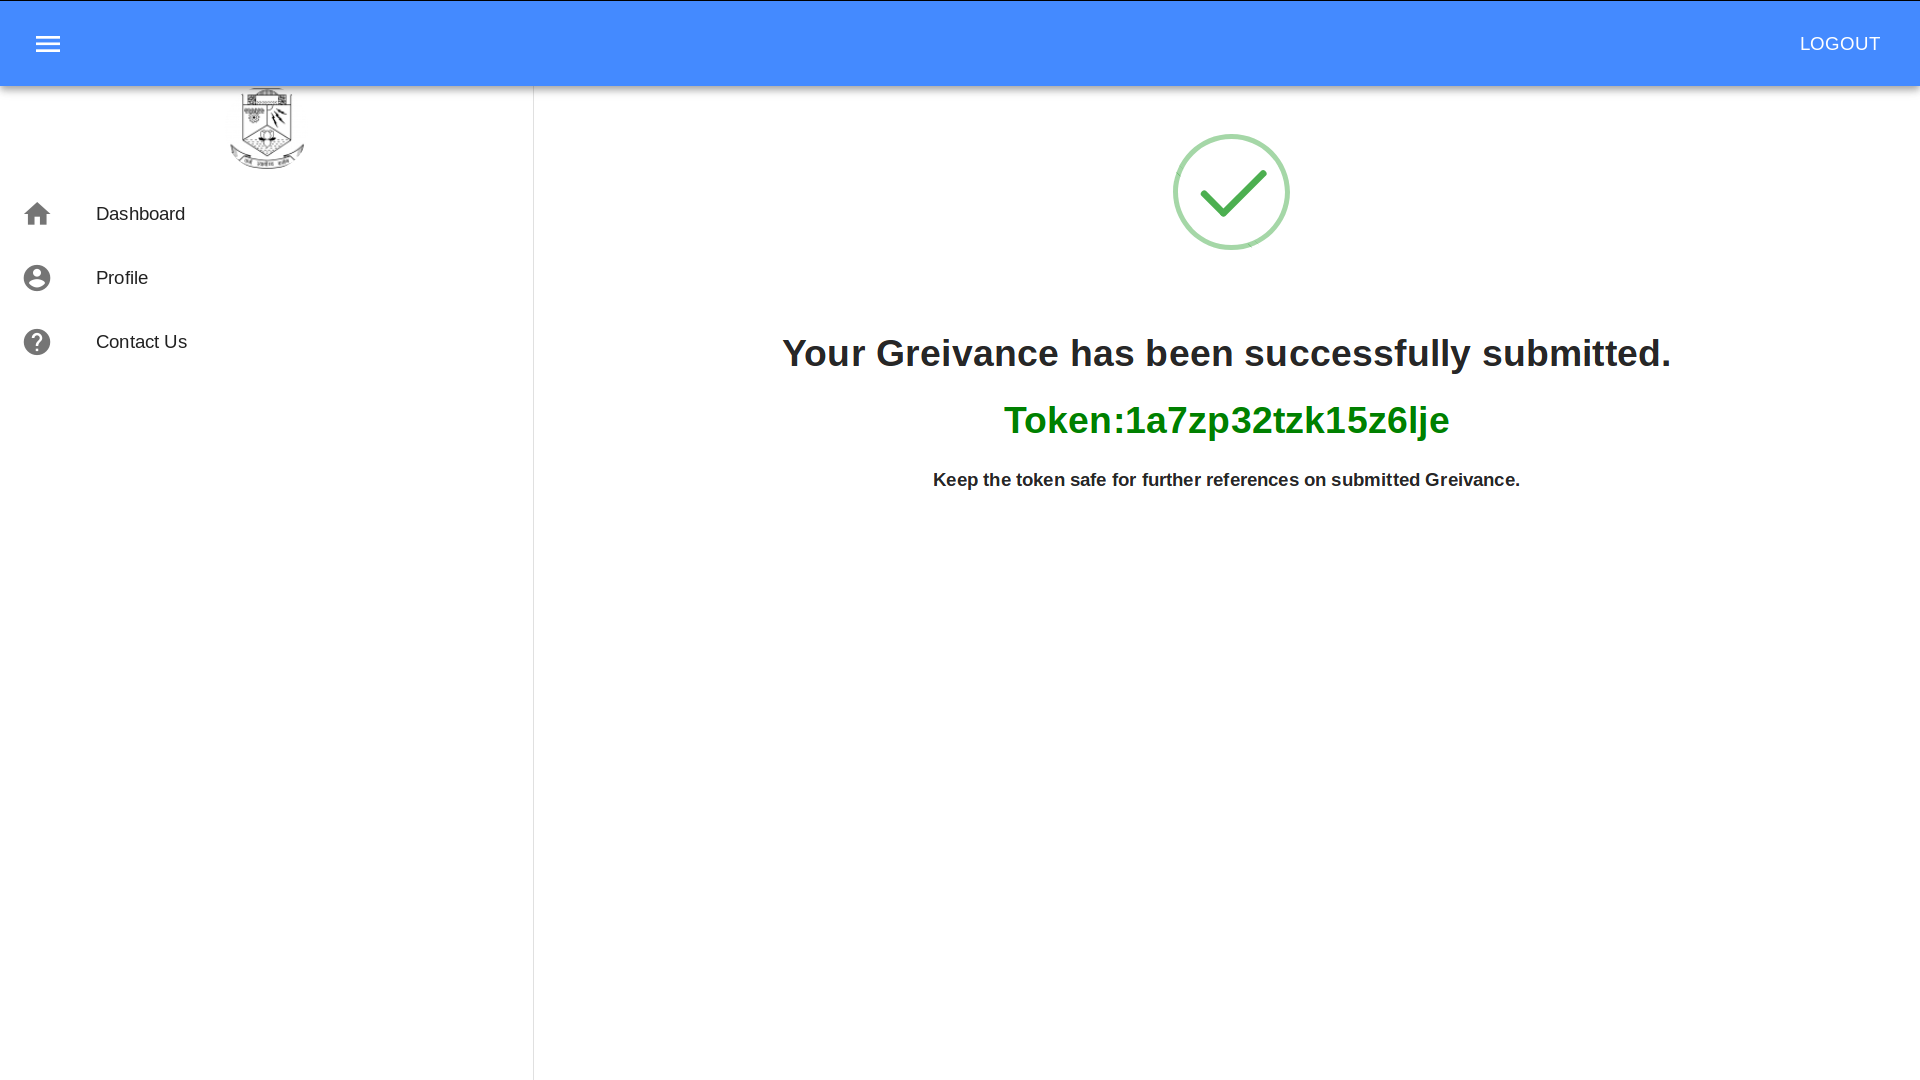 LOGOUT
Dashboard
Profile
Contact Us
Your Greivance has been successfully submitted.
Token:1a7zp32tzk15z6lje
Keep the token safe for further references on submitted Greivance.